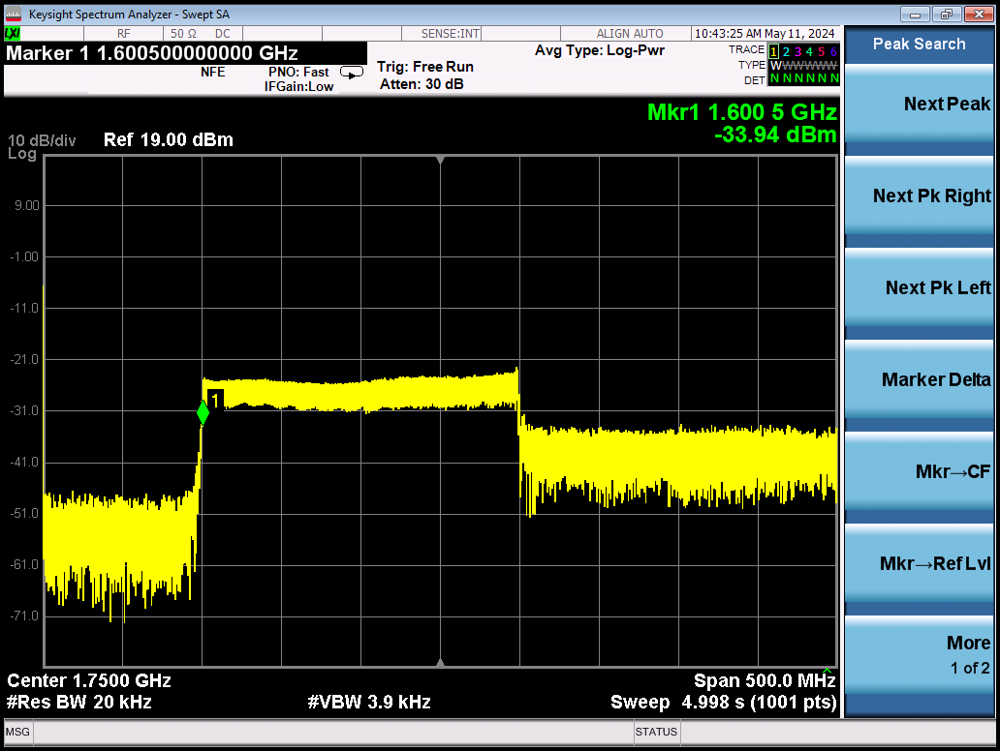 Keysight Spectrum Analyzer - Swept SA
LXI RF 50 Ω DC SENSE:INT ALIGN AUTO 10:43:25 AM May 11, 2024
Marker 1 1.600500000000 GHz
NFE PNO: Fast Trig: Free Run Avg Type: Log-Pwr
IFGain:Low Atten: 30 dB
TRACE 1 2 3 4 5 6
TYPE WWWWWW
DET N N N N N N
Mkr1 1.600 5 GHz
-33.94 dBm
10 dB/div Ref 19.00 dBm
Log
9.00
-1.00
-11.0
-21.0
-31.0
-41.0
-51.0
-61.0
-71.0
1
Center 1.7500 GHz Span 500.0 MHz
#Res BW 20 kHz #VBW 3.9 kHz Sweep 4.998 s (1001 pts)
MSG STATUS
Peak Search
Next Peak
Next Pk Right
Next Pk Left
Marker Delta
Mkr→CF
Mkr→Ref Lvl
More
1 of 2